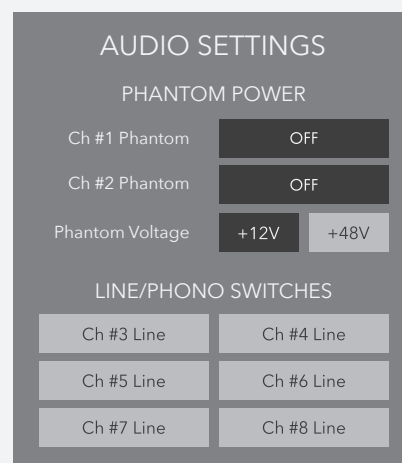 AUDIO SETTINGS
PHANTOM POWER
Ch #1 Phantom OFF
Ch #2 Phantom OFF
Phantom Voltage +12V +48V
LINE/PHONO SWITCHES
Ch #3 Line Ch #4 Line
Ch #5 Line Ch #6 Line
Ch #7 Line Ch #8 Line